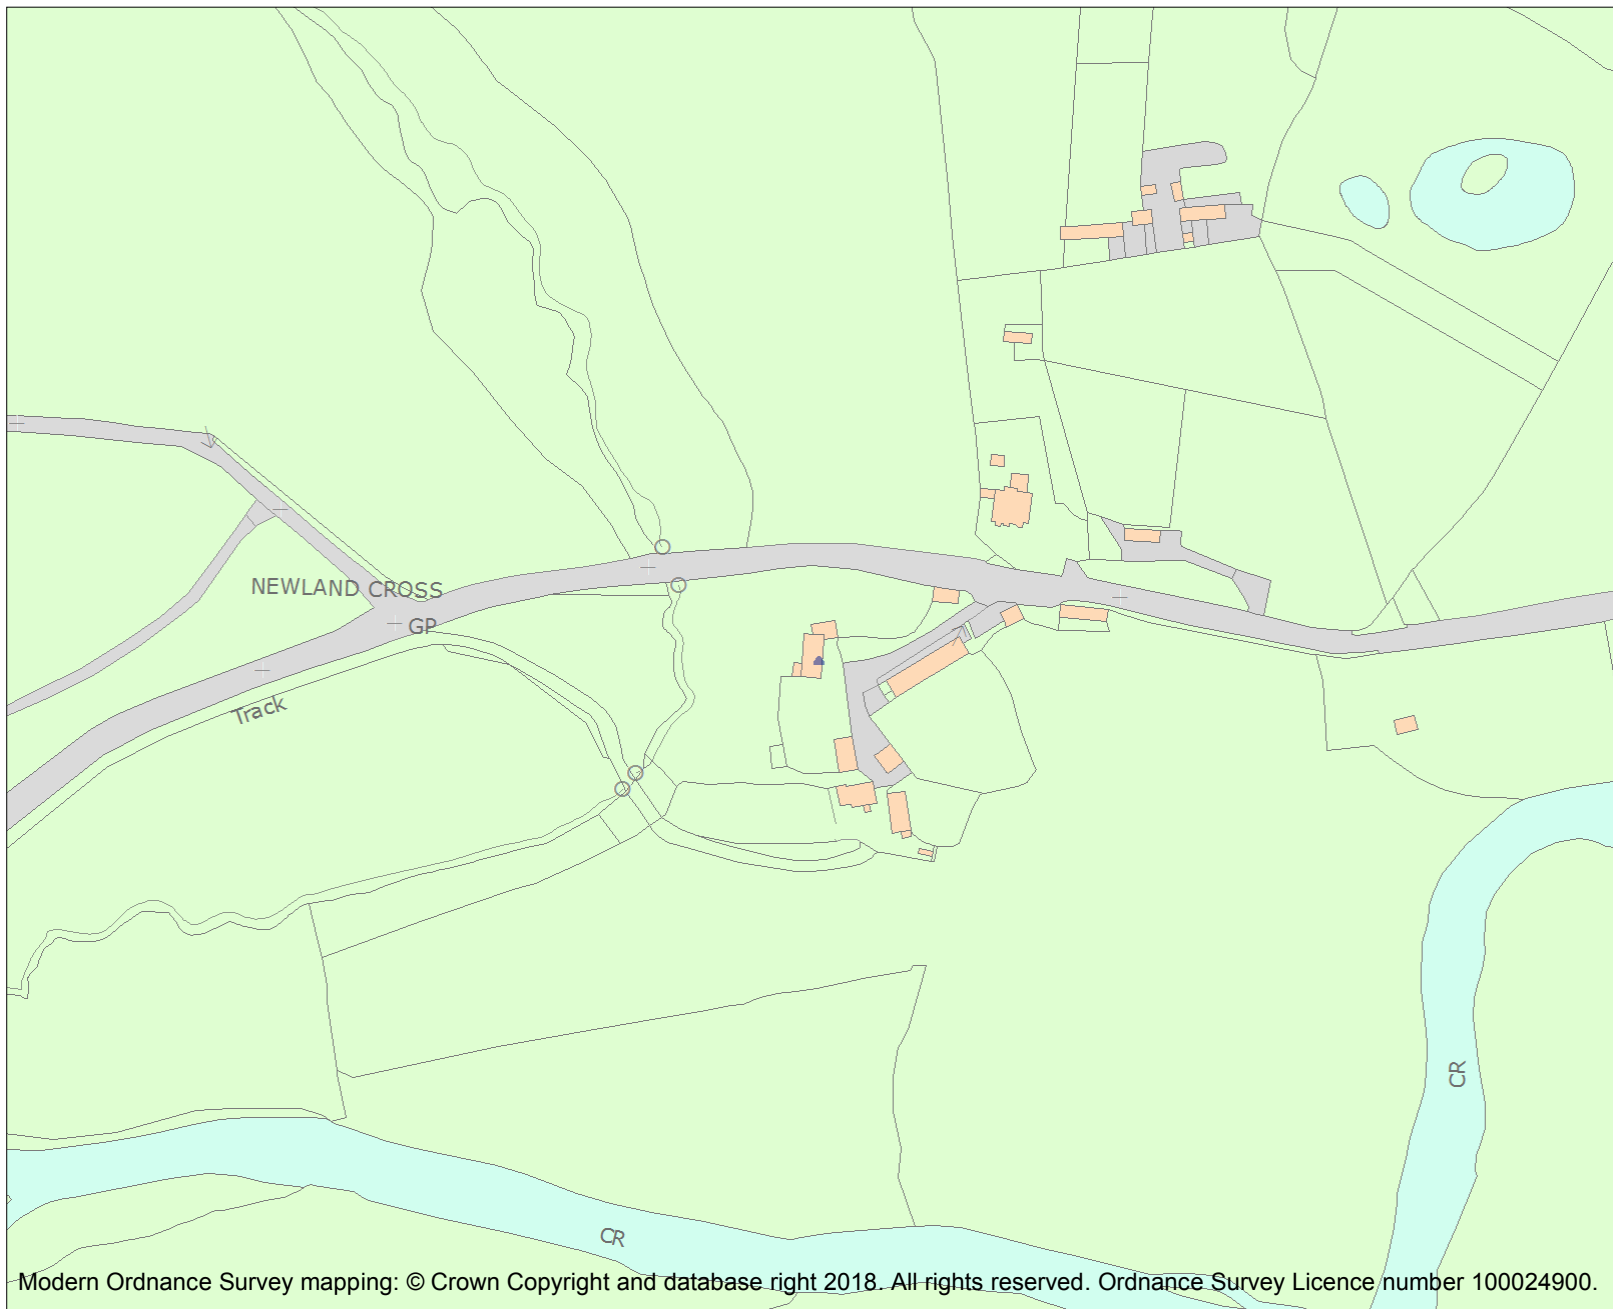 NEWLAND CROSS
GP
Track
CR
CR
Modern Ordnance Survey mapping: © Crown Copyright and database right 2018. All rights reserved. Ordnance Survey Licence number 100024900.